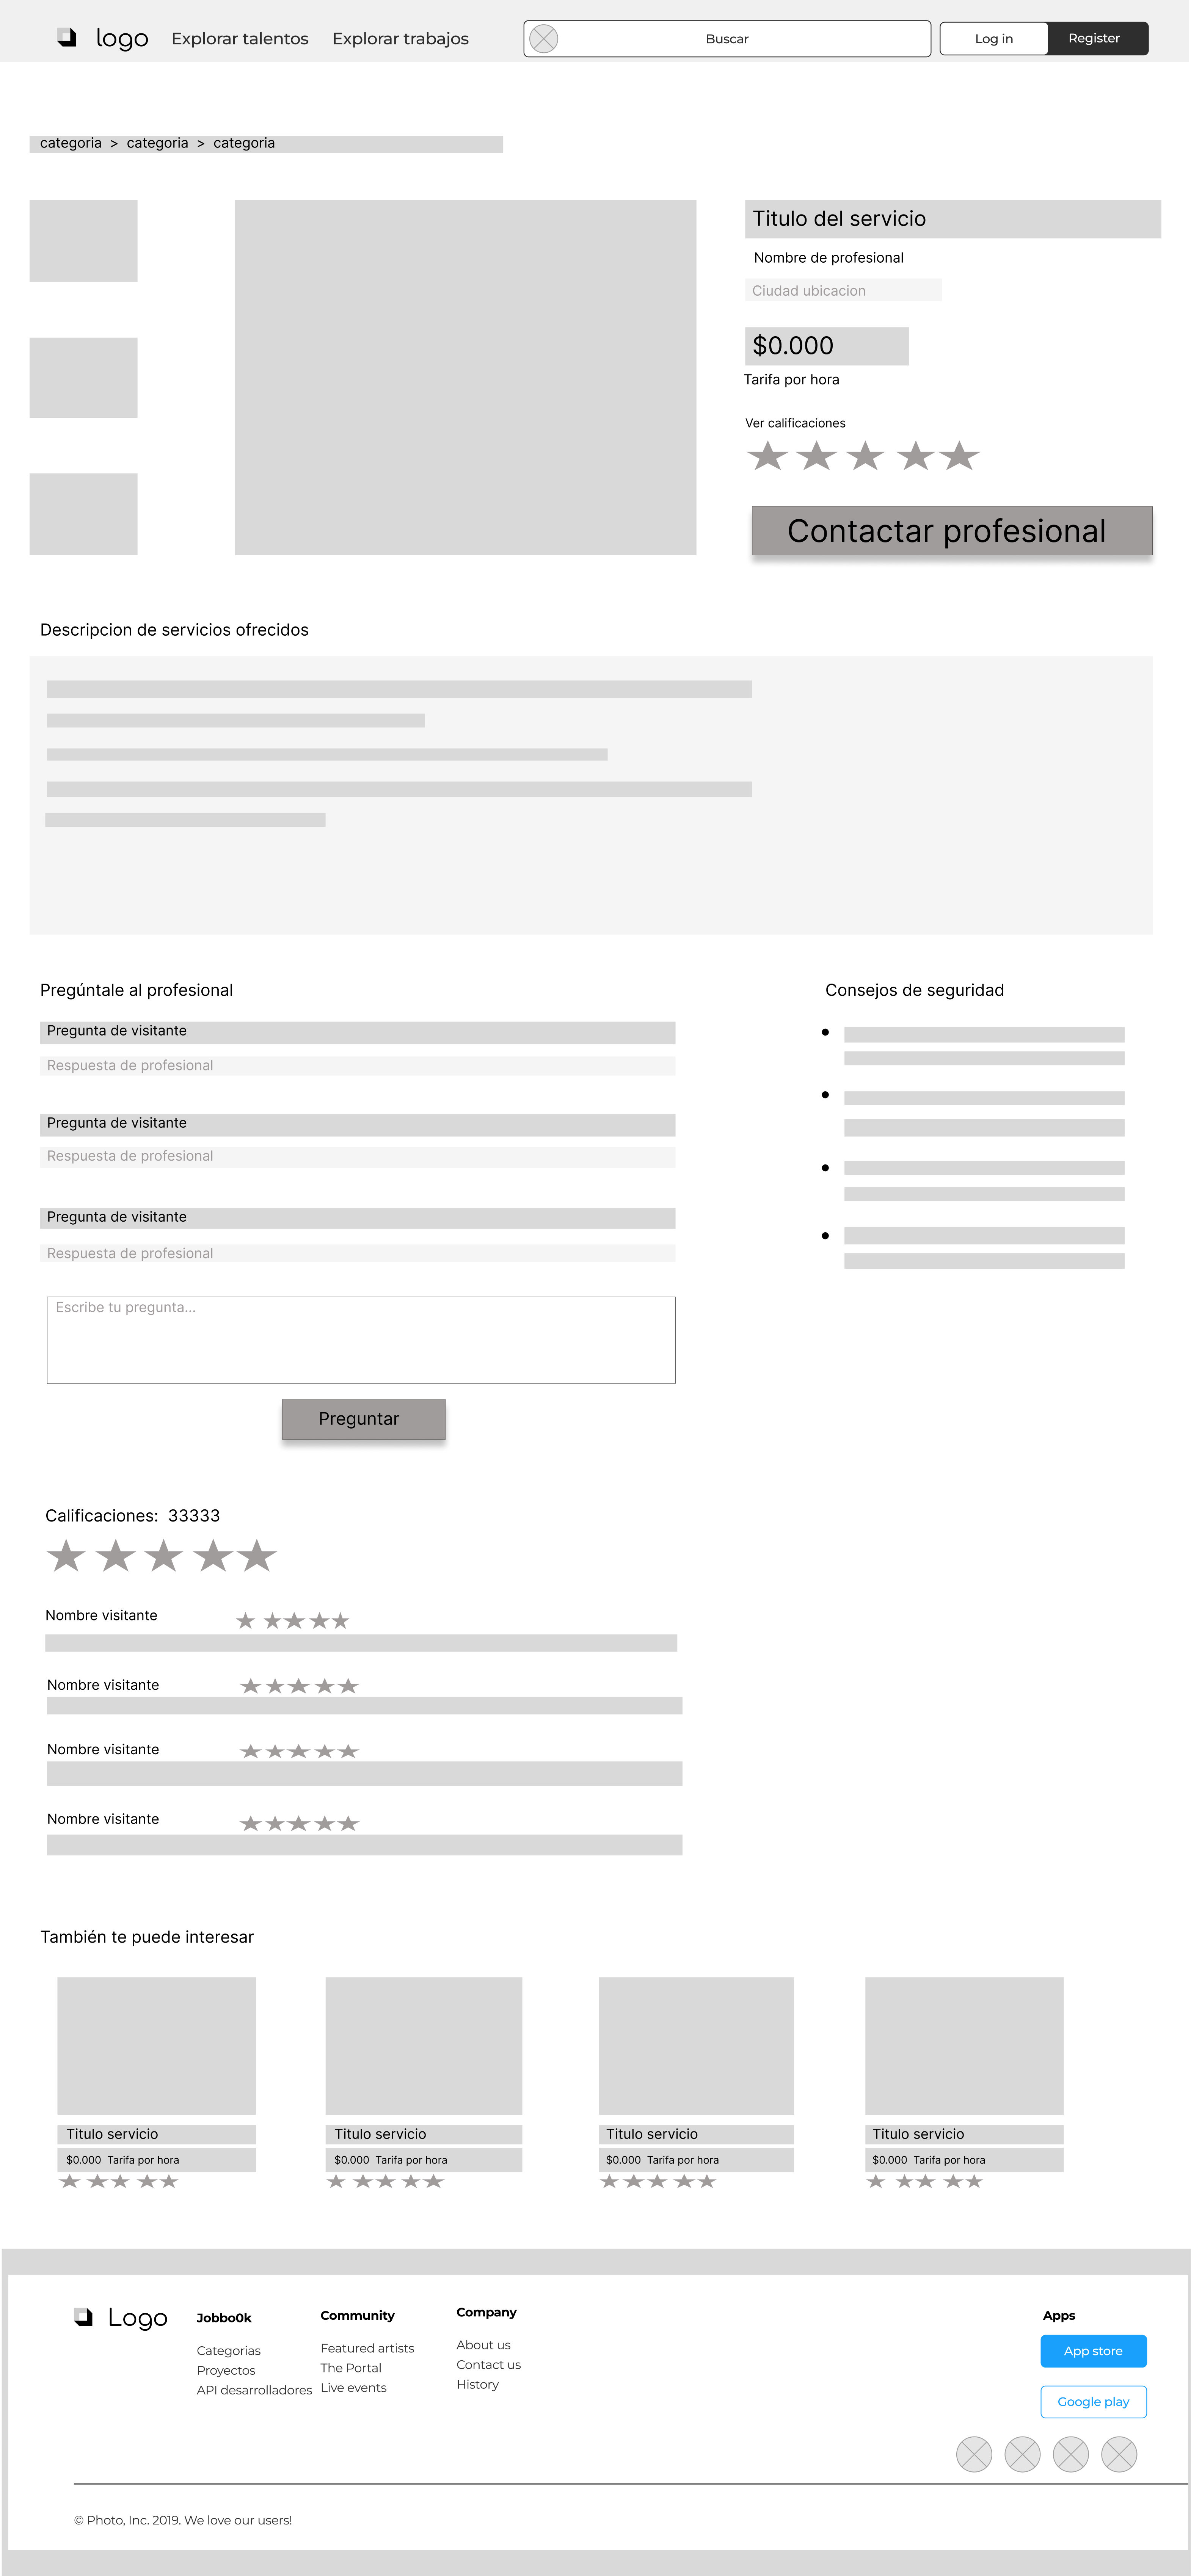 logo Explorar talentos Explorar trabajos Buscar Log in Register
categoria > categoria > categoria
Titulo del servicio
Nombre de profesional
Ciudad ubicacion
$0.000
Tarifa por hora
Ver calificaciones
Contactar profesional
Descripcion de servicios ofrecidos
Pregúntale al profesional
Pregunta de visitante
Respuesta de profesional
Pregunta de visitante
Respuesta de profesional
Pregunta de visitante
Respuesta de profesional
Escribe tu pregunta...
Preguntar
Consejos de seguridad
Calificaciones: 33333
Nombre visitante
Nombre visitante
Nombre visitante
Nombre visitante
También te puede interesar
Titulo servicio
$0.000 Tarifa por hora
Titulo servicio
$0.000 Tarifa por hora
Titulo servicio
$0.000 Tarifa por hora
Titulo servicio
$0.000 Tarifa por hora
Logo
Jobbo0k
Categorias
Proyectos
API desarrolladores
Community
Featured artists
The Portal
Live events
Company
About us
Contact us
History
Apps
App store
Google play
© Photo, Inc. 2019. We love our users!